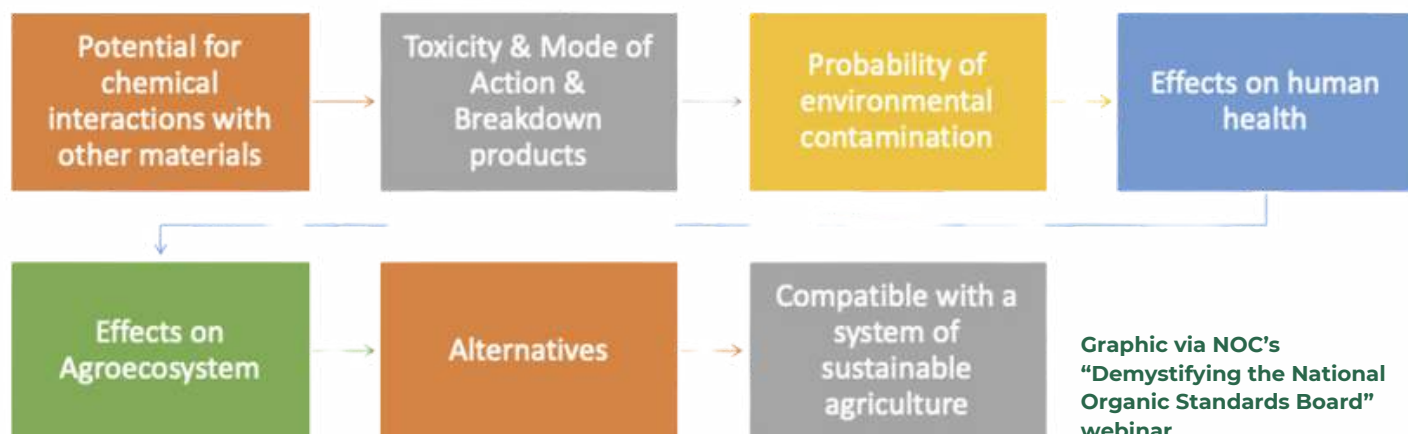 Potential for
chemical
interactions with
other materials
Toxicity & Mode of
Action &
Breakdown
products
Probability of
environmental
contamination
Effects on human
health
Effects on
Agroecosystem
Alternatives
Compatible with a
system of
sustainable
agriculture
Graphic via NOC’s
“Demystifying the National
Organic Standards Board”
webinar